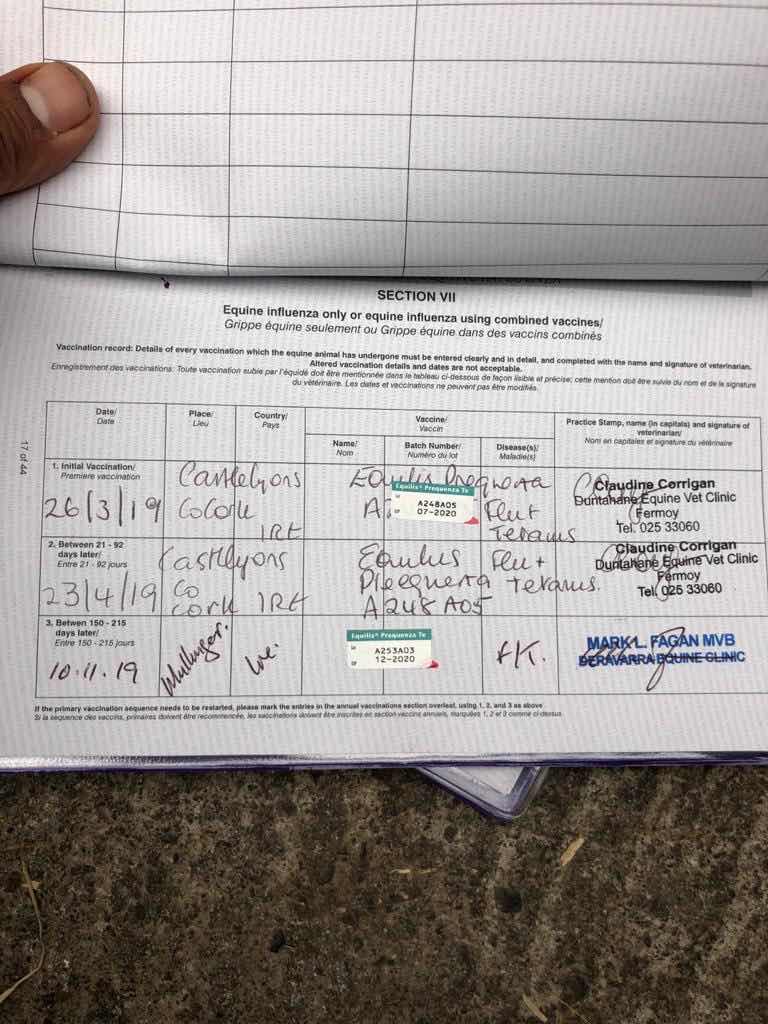 SECTION VII
Equine influenza only or equine influenza using combined vaccines/
Grippe équine seulement ou Grippe équine dans des vaccins combinés
Vaccination record: Details of every vaccination which the equine animal has undergone must be entered clearly and in detail, and completed with the name and signature of veterinarian.
Altered vaccination details and dates are not acceptable.
Enregistrement des vaccinations: Toute vaccination subie par l'équidé doit être mentionnée dans le tableau ci-dessous de façon lisible et précise; cette mention doit être suivie du nom et de la signature
du vétérinaire. Les dates et vaccinations ne peuvent pas être modifiés.
Date/
Date
Place/
Lieu
Country/
Pays
Vaccine/
Vaccin
Practice Stamp, name (in capitals) and signature of
veterinarian/
Nom en capitales et signature du vétérinaire
Name/
Nom
Batch Number/
Numéro du lot
Disease(s)/
Maladie(s)
1. Initial Vaccination/
Premiere vaccination
26/3/19
Castlelyons
Co Cork
IRE
Equilis Prequenza
Equilis® Prequenza Te
A248A05
07-2020
Flu+
Tetanus
Claudine Corrigan
Duntahane Equine Vet Clinic
Fermoy
Tel. 025 33060
2. Between 21 - 92
days later/
Entre 21 - 92 jours
23/4/19
Castlelyons
Co
Cork IRE
A248A05
Flu +
Tetanus.
Claudine Corrigan
Duntahane Equine Vet Clinic
Fermoy
Tel. 025 33060
3. Betwen 150 - 215
days later/
Entre 150 - 215 jours
10.11.19
Mullingar.
Ire.
Equilis® Prequenza Te
A253A03
12-2020
MARK L. FAGAN MVB
DERAVARRA EQUINE CLINIC
If the primary vaccination sequence needs to be restarted, please mark the entries in the annual vaccinations section overleaf, using 1, 2, and 3 as above
Si la sequence des vaccins, primaires doivent être recommencée, les vaccinations doivent être inscrites en section vaccins annuels, marquées 1, 2 et 3 comme ci-dessus.
17 of 44